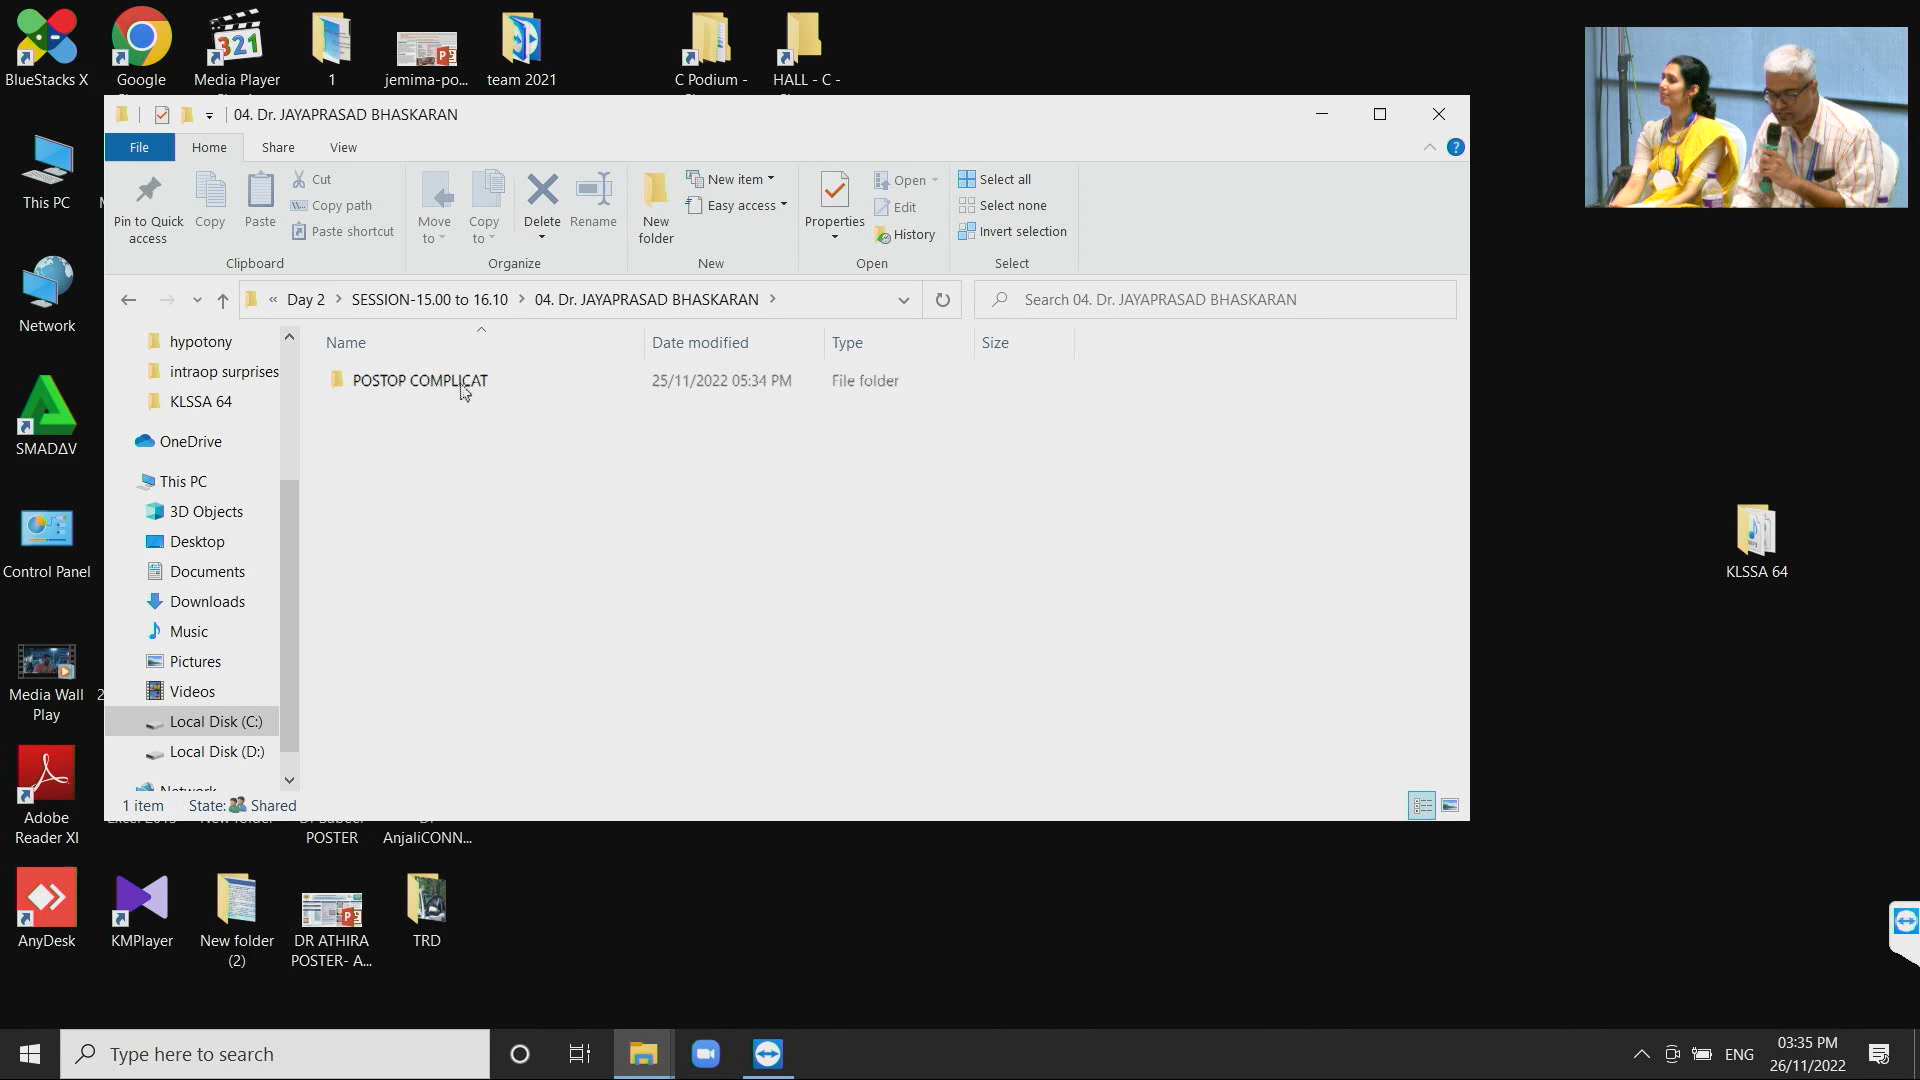 BlueStacks X
Google
Media Player
1
jemima-po...
team 2021
C Podium -
HALL - C -
04. Dr. JAYAPRASAD BHASKARAN
File
Home
Share
View
Pin to Quick access
Copy
Paste
Cut
Copy path
Paste shortcut
Clipboard
Move to
Copy to
Delete
Rename
Organize
New folder
New item
Easy access
New
Properties
Open
Edit
History
Open
Select all
Select none
Invert selection
Select
« Day 2 > SESSION-15.00 to 16.10 > 04. Dr. JAYAPRASAD BHASKARAN >
Search 04. Dr. JAYAPRASAD BHASKARAN
hypotony
intraop surprises
KLSSA 64
OneDrive
This PC
3D Objects
Desktop
Documents
Downloads
Music
Pictures
Videos
Local Disk (C:)
Local Disk (D:)
Network
Name
Date modified
Type
Size
POSTOP COMPLICAT
25/11/2022 05:34 PM
File folder
1 item
State: Shared
This PC
Network
SMADΔV
Control Panel
Media Wall Play
Adobe Reader XI
AnyDesk
KMPlayer
New folder (2)
POSTER
AnjaliCONN...
DR ATHIRA POSTER- A...
TRD
KLSSA 64
Type here to search
ENG
03:35 PM
26/11/2022